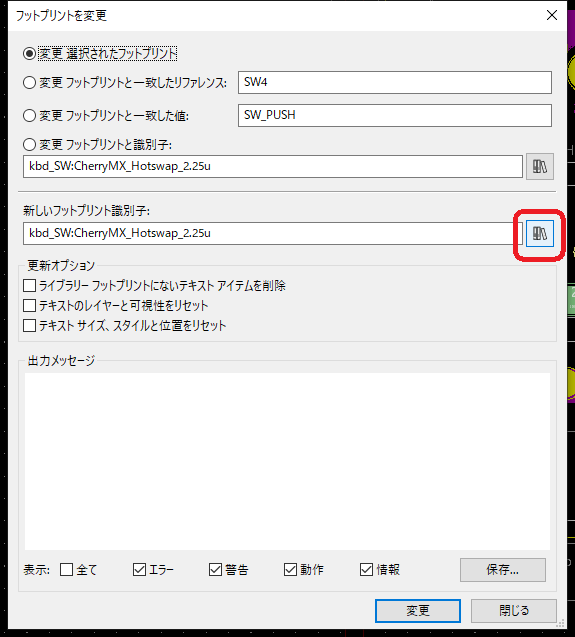 フットプリントを変更
変更 選択されたフットプリント
変更 フットプリントと一致したリファレンス: SW4
変更 フットプリントと一致した値: SW_PUSH
変更 フットプリントと識別子:
kbd_SW:CherryMX_Hotswap_2.25u
新しいフットプリント識別子:
kbd_SW:CherryMX_Hotswap_2.25u
更新オプション
ライブラリー フットプリントにないテキスト アイテムを削除
テキストのレイヤーと可視性をリセット
テキスト サイズ、スタイルと位置をリセット
出力メッセージ
表示: 全て エラー 警告 動作 情報 保存...
変更 閉じる